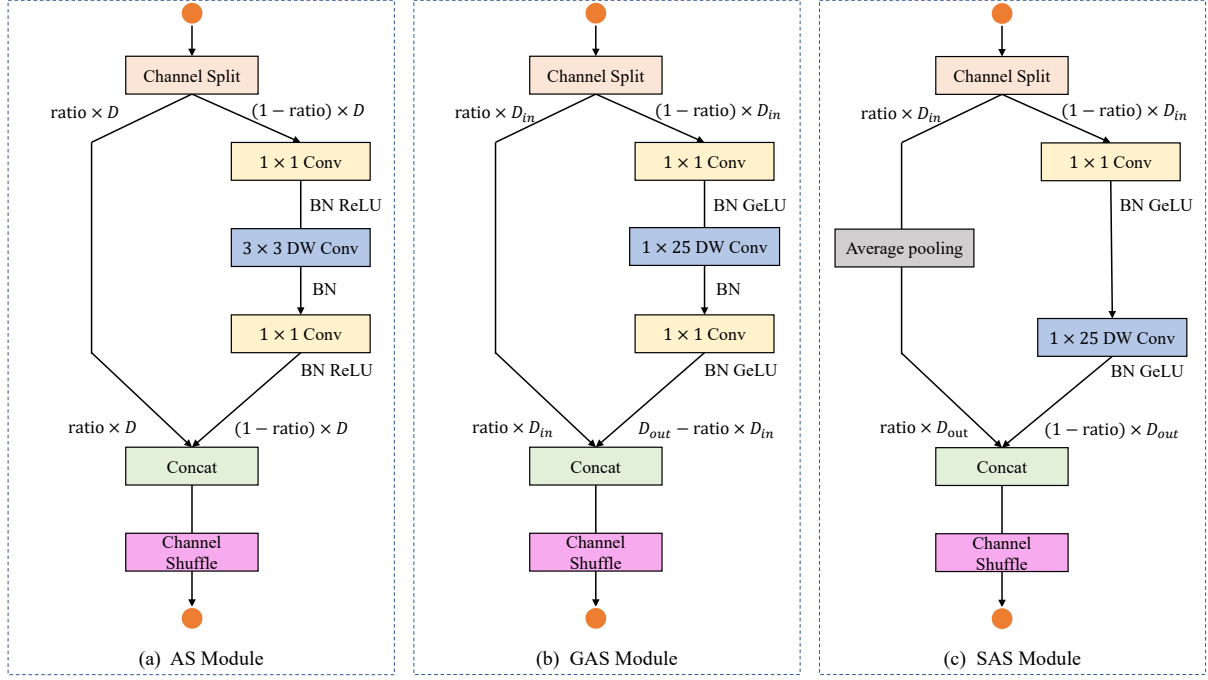 Channel Split
ratio × D
(1 − ratio) × D
1 × 1 Conv
BN ReLU
3 × 3 DW Conv
BN
1 × 1 Conv
BN ReLU
ratio × D
(1 − ratio) × D
Concat
Channel
Shuffle
(a) AS Module
Channel Split
ratio × D_in
(1 − ratio) × D_in
1 × 1 Conv
BN GeLU
1 × 25 DW Conv
BN
1 × 1 Conv
BN GeLU
ratio × D_in
D_out − ratio × D_in
Concat
Channel
Shuffle
(b) GAS Module
Channel Split
ratio × D_in
(1 − ratio) × D_in
1 × 1 Conv
BN GeLU
Average pooling
1 × 25 DW Conv
BN GeLU
ratio × D_out
(1 − ratio) × D_out
Concat
Channel
Shuffle
(c) SAS Module